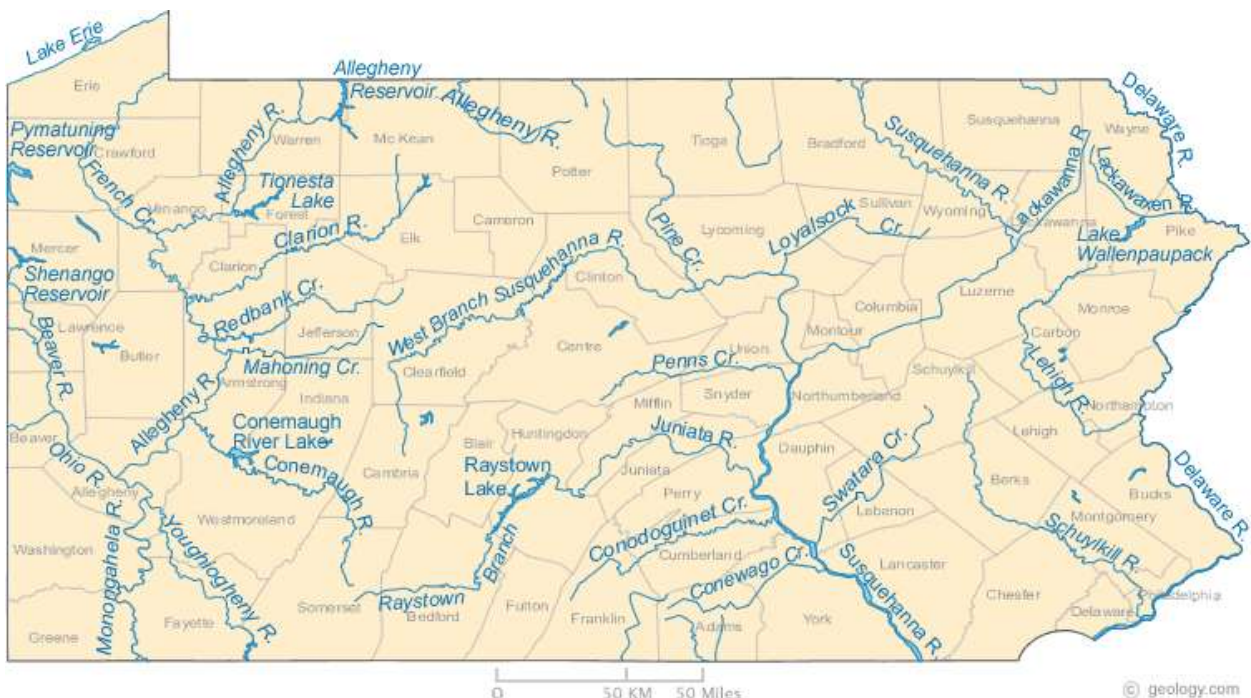 Lake Erie
Erie
Allegheny
Reservoir
Allegheny R.
Allegheny R.
Warren
Mc Kean
Potter
Tioga
Bradford
Susquehanna R.
Susquehanna
Wayne
Delaware R.
Pymatuning
Reservoir
Crawford
French Cr.
Venango
Tionesta
Lake
Forest
Clarion R.
Elk
Cameron
Pine Cr.
Lycoming
Loyalsock
Cr.
Sullivan
Wyoming
Lackawanna R.
Lackawaxen R.
Lake
Wallenpaupack
Pike
Mercer
Shenango
Reservoir
Clarion
Redbank Cr.
Jefferson
West Branch Susquehanna R.
Clinton
Columbia
Luzerne
Monroe
Lawrence
Beaver R.
Butler
Mahoning Cr.
Armstrong
Clearfield
Centre
Union
Montour
Carbon
Lehigh R.
Penns Cr.
Snyder
Northumberland
Schuylkill
Northampton
Allegheny R.
Indiana
Mifflin
Beaver
Ohio R.
Conemaugh
River Lake
Conemaugh R.
Cambria
Blair
Huntingdon
Juniata R.
Juniata
Dauphin
Swatara Cr.
Lehigh
Allegheny
Raystown
Lake
Perry
Lebanon
Berks
Bucks
Delaware R.
Westmoreland
Conodoguinet Cr.
Cumberland
Montgomery
Schuylkill R.
Washington
Monongahela R.
Youghiogheny R.
Branch
Raystown
Conewago Cr.
Susquehanna R.
Lancaster
Chester
Delaware
Philadelphia
Greene
Fayette
Somerset
Bedford
Fulton
Franklin
Adams
York
0 50 KM 50 Miles
© geology.com